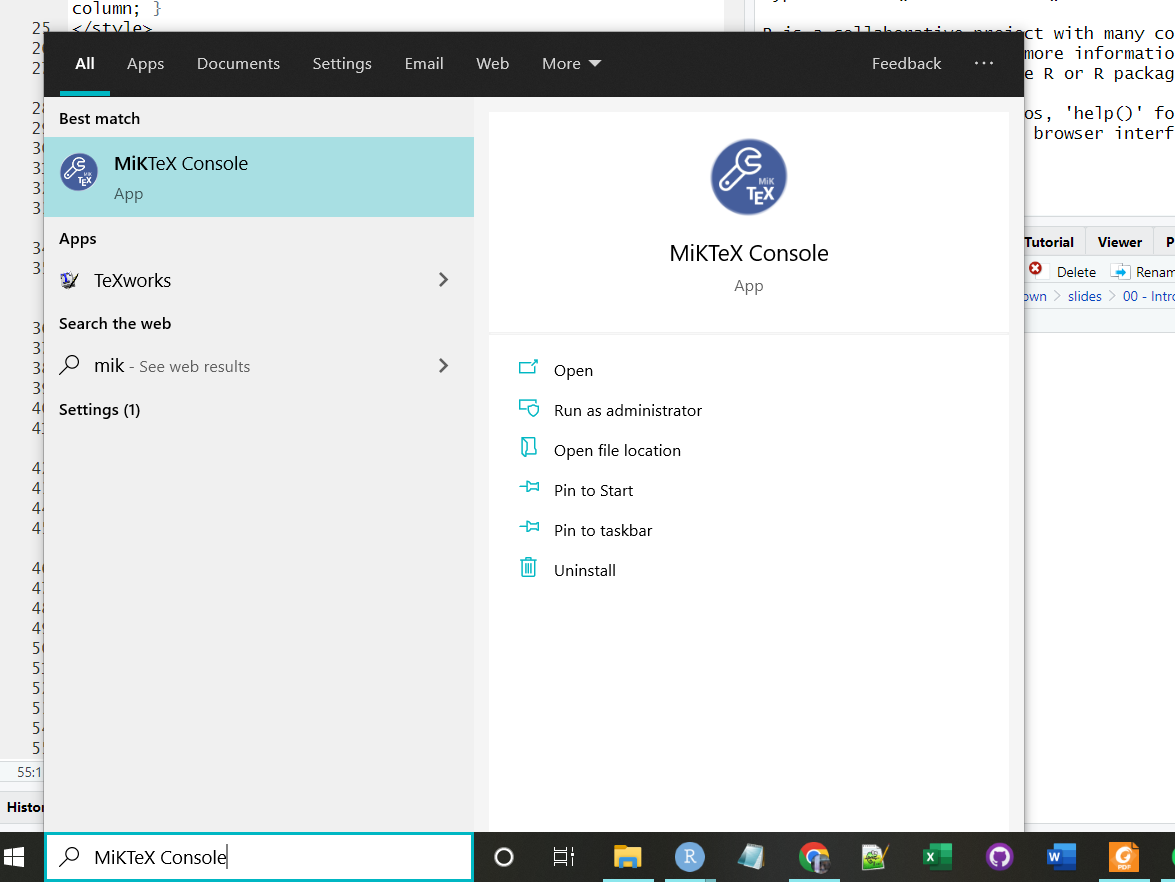 column; }
25 </style>
R is a collaborative project with many co
All Apps Documents Settings Email Web More Feedback ...
more informatio
e R or R packag
os, 'help()' fo
browser interf
Best match
MiKTeX Console
App
Apps
TeXworks
Search the web
mik - See web results
Settings (1)
MiK
TEX
MiKTeX Console
App
Open
Run as administrator
Open file location
Pin to Start
Pin to taskbar
Uninstall
Tutorial Viewer P
Delete Renam
own slides 00 - Intro
55:1
Histor
MiKTeX Console
R
X
W
PDF